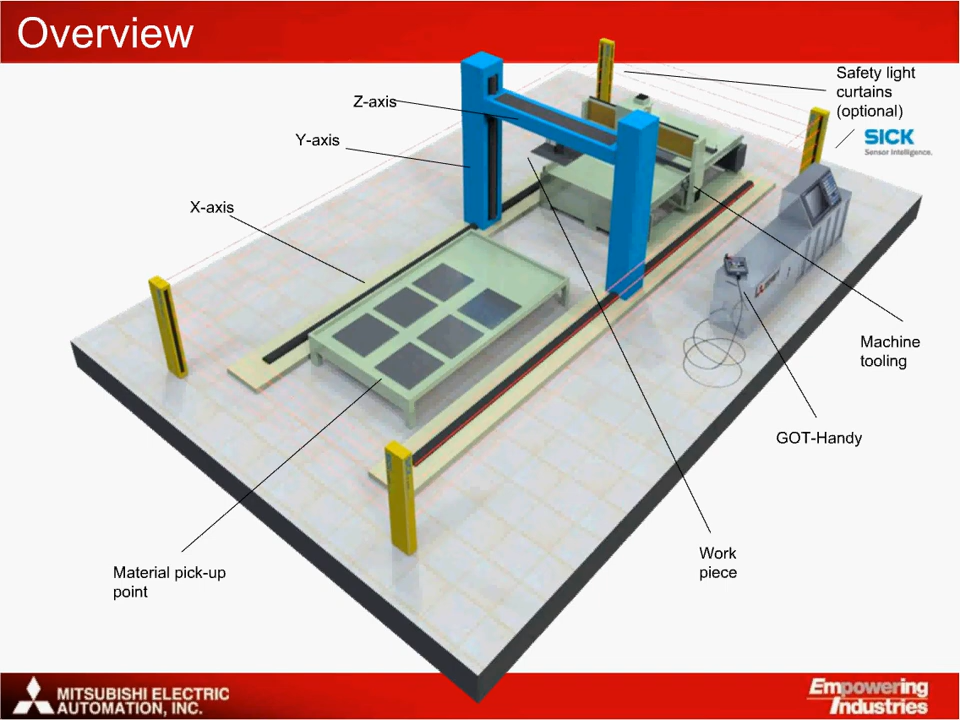 Overview
Safety light
curtains
(optional)
SICK
Sensor Intelligence.
Z-axis
Y-axis
X-axis
Machine
tooling
GOT-Handy
Work
piece
Material pick-up
point
MITSUBISHI ELECTRIC
AUTOMATION, INC.
Empowering
Industries